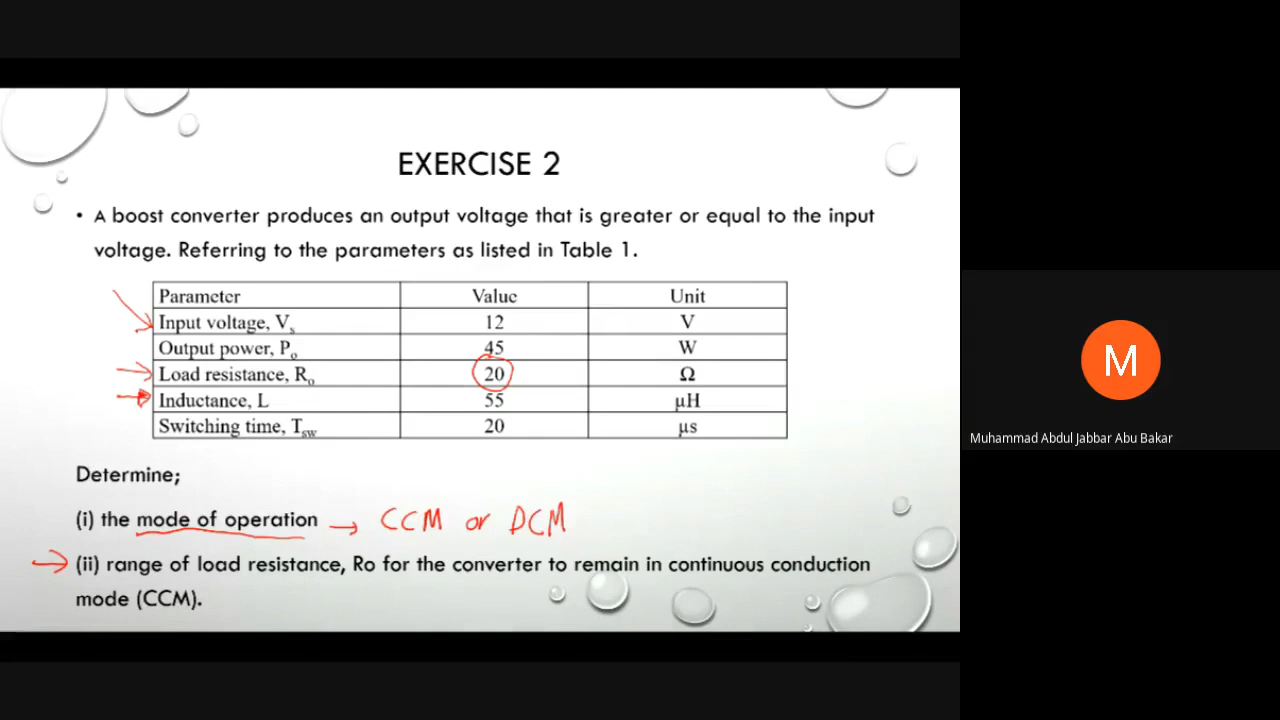 EXERCISE 2
• A boost converter produces an output voltage that is greater or equal to the input
voltage. Referring to the parameters as listed in Table 1.
Parameter Value Unit
Input voltage, Vs 12 V
Output power, Po 45 W
Load resistance, Ro 20 Ω
Inductance, L 55 μH
Switching time, Tsw 20 μs
Determine;
(i) the mode of operation → CCM or DCM
(ii) range of load resistance, Ro for the converter to remain in continuous conduction
mode (CCM).
M
Muhammad Abdul Jabbar Abu Bakar